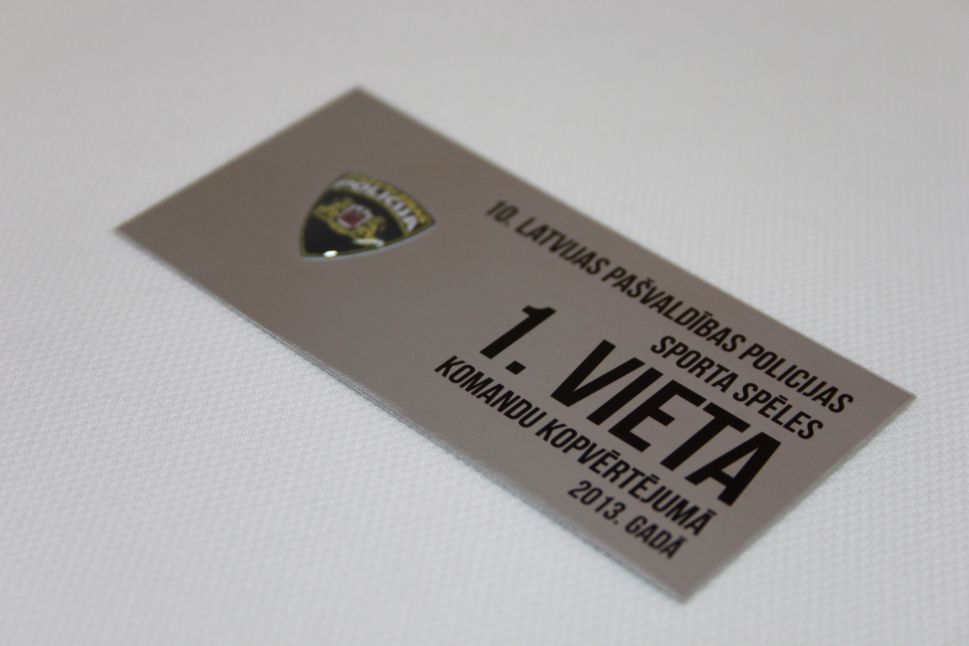 POLICIJA
10. LATVIJAS PAŠVALDĪBAS POLICIJAS
SPORTA SPĒLES
1. VIETA
KOMANDU KOPVĒRTĒJUMĀ
2013. GADĀ